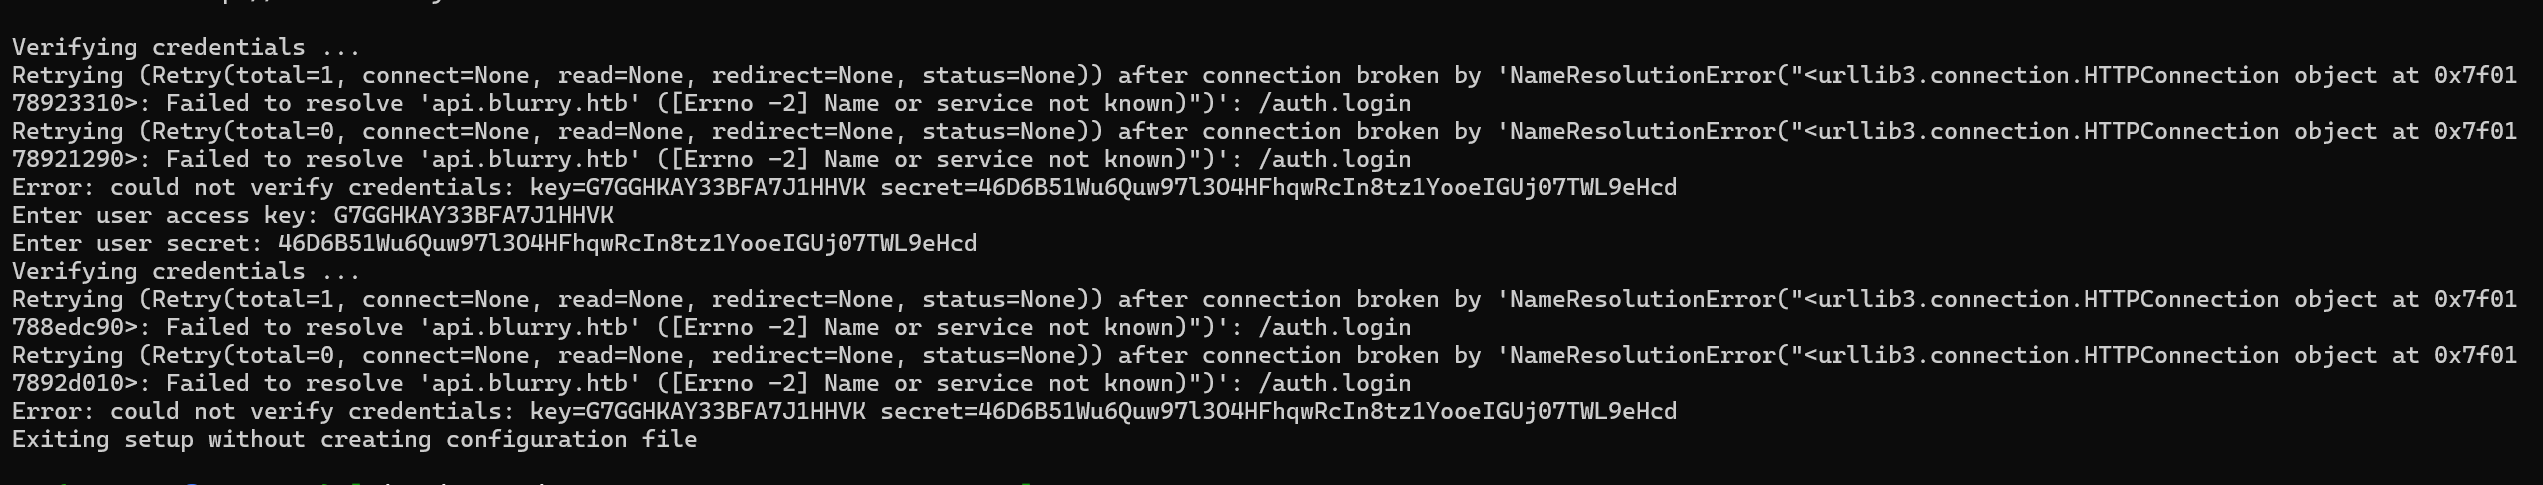 Verifying credentials ...
Retrying (Retry(total=1, connect=None, read=None, redirect=None, status=None)) after connection broken by 'NameResolutionError("<urllib3.connection.HTTPConnection object at 0x7f01
78923310>: Failed to resolve 'api.blurry.htb' ([Errno -2] Name or service not known)")': /auth.login
Retrying (Retry(total=0, connect=None, read=None, redirect=None, status=None)) after connection broken by 'NameResolutionError("<urllib3.connection.HTTPConnection object at 0x7f01
78921290>: Failed to resolve 'api.blurry.htb' ([Errno -2] Name or service not known)")': /auth.login
Error: could not verify credentials: key=G7GGHKAY33BFA7J1HHVK secret=46D6B51Wu6Quw97l3O4HFhqwRcIn8tz1YooeIGUj07TWL9eHcd
Enter user access key: G7GGHKAY33BFA7J1HHVK
Enter user secret: 46D6B51Wu6Quw97l3O4HFhqwRcIn8tz1YooeIGUj07TWL9eHcd
Verifying credentials ...
Retrying (Retry(total=1, connect=None, read=None, redirect=None, status=None)) after connection broken by 'NameResolutionError("<urllib3.connection.HTTPConnection object at 0x7f01
788edc90>: Failed to resolve 'api.blurry.htb' ([Errno -2] Name or service not known)")': /auth.login
Retrying (Retry(total=0, connect=None, read=None, redirect=None, status=None)) after connection broken by 'NameResolutionError("<urllib3.connection.HTTPConnection object at 0x7f01
7892d010>: Failed to resolve 'api.blurry.htb' ([Errno -2] Name or service not known)")': /auth.login
Error: could not verify credentials: key=G7GGHKAY33BFA7J1HHVK secret=46D6B51Wu6Quw97l3O4HFhqwRcIn8tz1YooeIGUj07TWL9eHcd
Exiting setup without creating configuration file